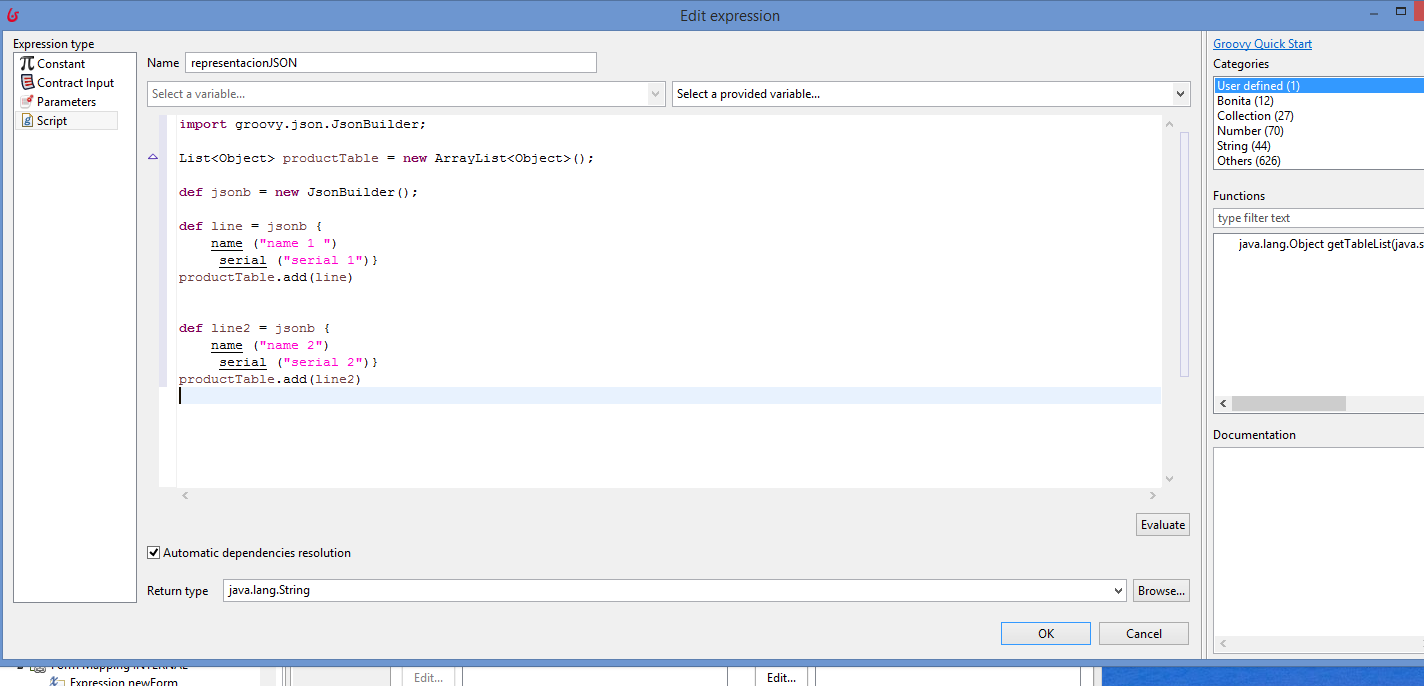 Edit expression
Expression type
Constant
Contract Input
Parameters
Script
Name representacionJSON
Select a variable... Select a provided variable...
import groovy.json.JsonBuilder;
List<Object> productTable = new ArrayList<Object>();
def jsonb = new JsonBuilder();
def line = jsonb {
name ("name 1 ")
serial ("serial 1")}
productTable.add(line)
def line2 = jsonb {
name ("name 2")
serial ("serial 2")}
productTable.add(line2)
Evaluate
Automatic dependencies resolution
Return type java.lang.String Browse...
OK Cancel
Groovy Quick Start
Categories
User defined (1)
Bonita (12)
Collection (27)
Number (70)
String (44)
Others (626)
Functions
type filter text
java.lang.Object getTableList(java.s
Documentation
Form Mapping INTERNAL
Expression newForm
Edit... Edit...